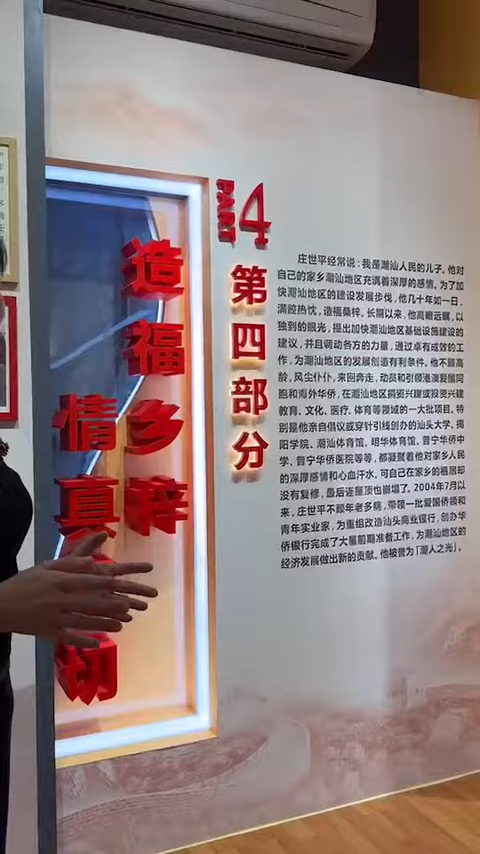 PART 4
第四部分
造福乡梓
情真切
庄世平经常说：我是潮汕人民的儿子。他对
自己的家乡潮汕地区充满着深厚的感情。为了加
快潮汕地区的建设发展步伐，他几十年如一日，
满腔热忱，造福桑梓，长期以来，他高瞻远瞩，以
独到的眼光，提出加快潮汕地区基础设施建设的
建议，并且调动各方的力量，通过卓有成效的工
作，为潮汕地区的发展创造有利条件。他不顾高
龄，风尘仆仆，来回奔走，动员和引领港澳爱国同
胞和海外华侨，在潮汕地区捐资兴建或投资兴建
教育、文化、医疗、体育等领域的一大批项目，特
别是他亲自倡议或穿针引线创办的汕头大学、揭
阳学院、潮汕体育馆、明华体育馆、普宁华侨中
学、普宁华侨医院等等，都凝聚着他对家乡人民
的深厚感情和心血汗水。可自己在家乡的祖居却
没有复修，最后连屋顶也崩塌了。2004年7月以
来，庄世平不顾年老多病，带领一批爱国侨领和
青年实业家，为重组改造汕头商业银行，创办华
侨银行完成了大量前期准备工作，为潮汕地区的
经济发展做出新的贡献。他被誉为「潮人之光」。